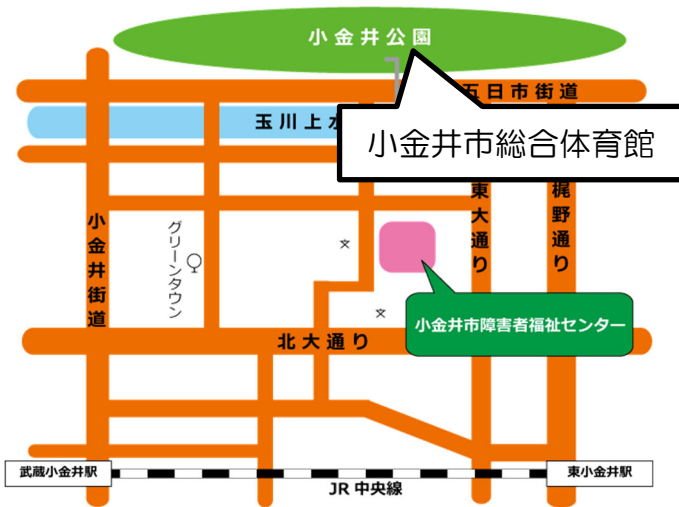 小金井公園
五日市街道
玉川上水
小金井市総合体育館
小金井街道
グリーンタウン
文
東大通り
梶野通り
文
小金井市障害者福祉センター
北大通り
武蔵小金井駅
東小金井駅
JR 中央線